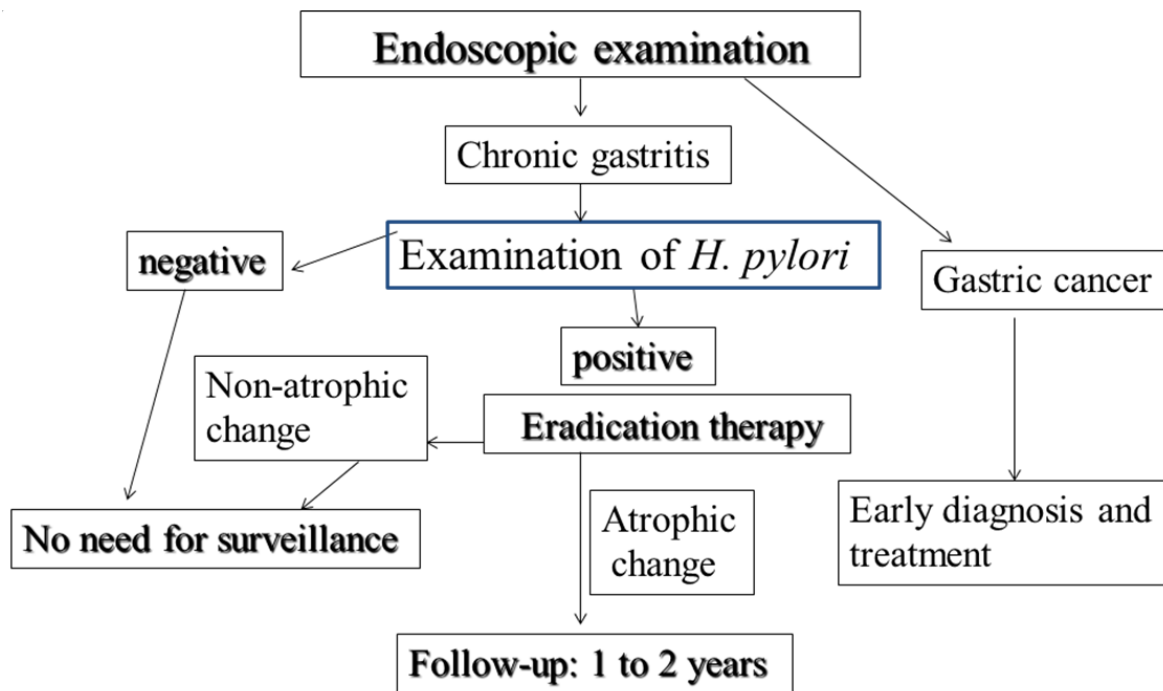 Endoscopic examination
Chronic gastritis
Examination of H. pylori
negative
Gastric cancer
positive
Non-atrophic
change
Eradication therapy
No need for surveillance
Atrophic
change
Early diagnosis and
treatment
Follow-up: 1 to 2 years